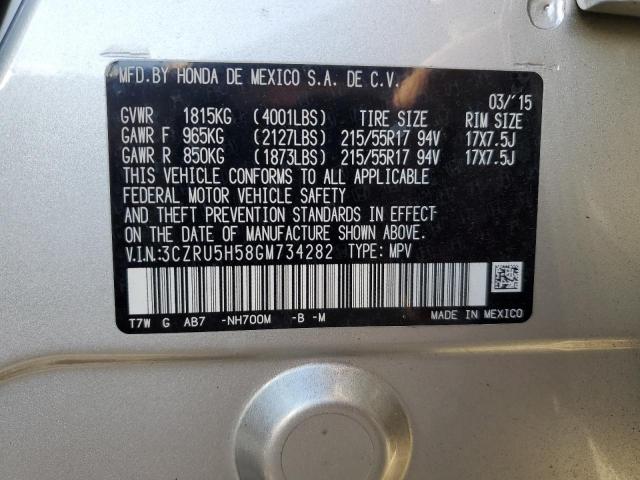 MFD.BY HONDA DE MEXICO S.A. DE C.V.
03/'15
GVWR 1815KG (4001LBS) TIRE SIZE RIM SIZE
GAWR F 965KG (2127LBS) 215/55R17 94V 17X7.5J
GAWR R 850KG (1873LBS) 215/55R17 94V 17X7.5J
THIS VEHICLE CONFORMS TO ALL APPLICABLE
FEDERAL MOTOR VEHICLE SAFETY
AND THEFT PREVENTION STANDARDS IN EFFECT
ON THE DATE OF MANUFACTURE SHOWN ABOVE.
V.I.N:3CZRU5H58GM734282 TYPE: MPV
T7W G AB7 -NH700M -B -M MADE IN MEXICO